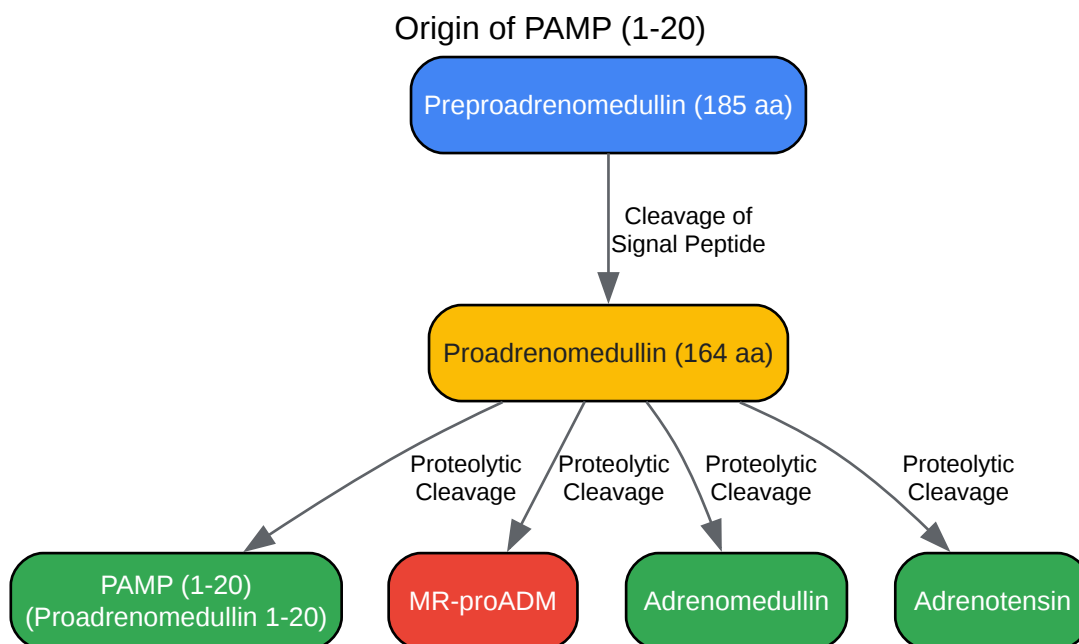 Origin of PAMP (1-20)
Preproadrenomedullin (185 aa)
Cleavage of
Signal Peptide
Proadrenomedullin (164 aa)
Proteolytic
Cleavage
Proteolytic
Cleavage
Proteolytic
Cleavage
Proteolytic
Cleavage
PAMP (1-20)
(Proadrenomedullin 1-20)
MR-proADM
Adrenomedullin
Adrenotensin